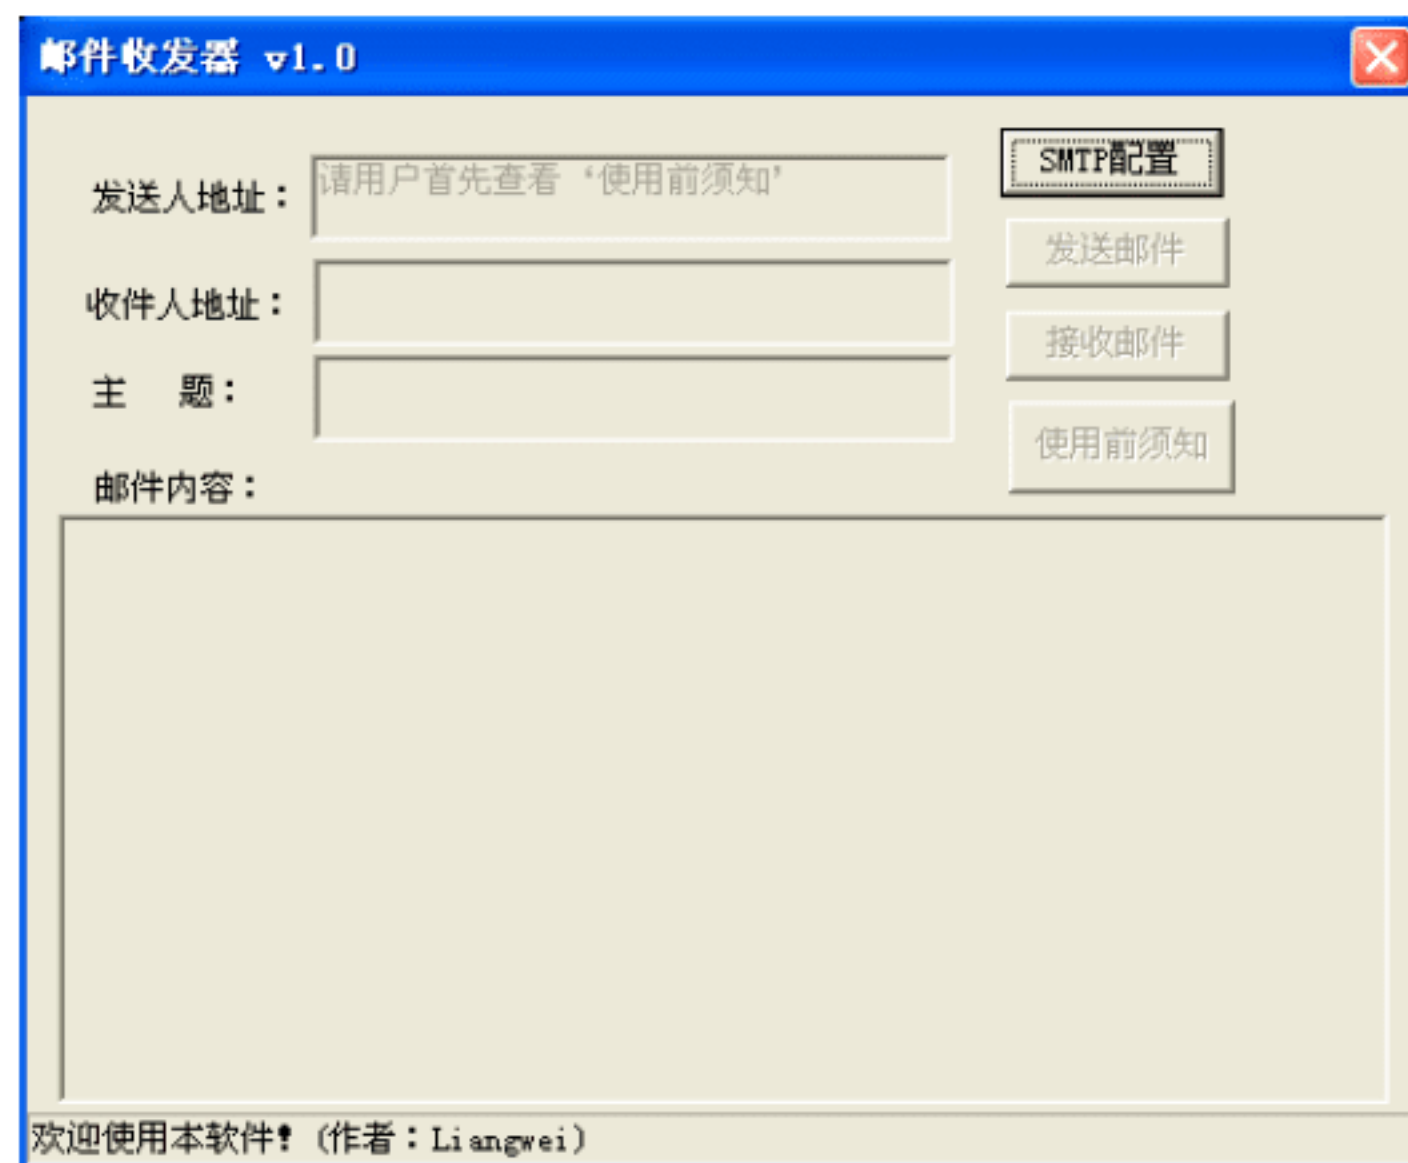 邮件收发器 v1.0
发送人地址：
请用户首先查看‘使用前须知’
SMTP配置
发送邮件
收件人地址：
接收邮件
主 题：
使用前须知
邮件内容：
欢迎使用本软件！(作者：Liangwei)